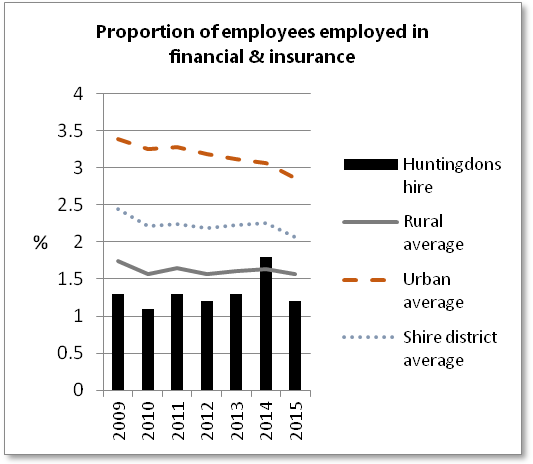 Proportion of employees employed in
financial & insurance
4
3.5
3
2.5
2
1.5
1
0.5
0
%
2009
2010
2011
2012
2013
2014
2015
Huntingdons
hire
Rural
average
Urban
average
Shire district
average